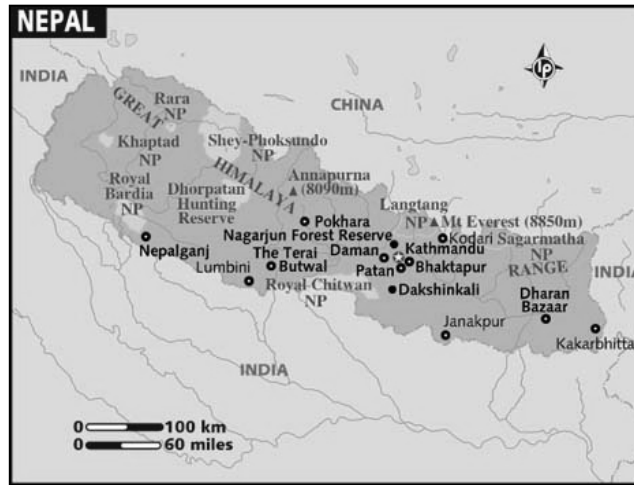 NEPAL
INDIA
lp
CHINA
GREAT
Rara
NP
Khaptad
NP
Shey-Phoksundo
NP
HIMALAYA
Royal
Bardia
NP
Dhorpatan
Hunting
Reserve
Annapurna
(8090m)
Langtang
NP
Mt Everest (8850m)
Pokhara
Nagarjun Forest Reserve
Kodari
Sagarmatha
NP
RANGE
INDIA
Nepalganj
The Terai
Daman
Kathmandu
Lumbini
Butwal
Patan
Bhaktapur
Royal Chitwan
NP
Dakshinkali
Dharan
Bazaar
Janakpur
Kakarbhitta
INDIA
0 100 km
0 60 miles